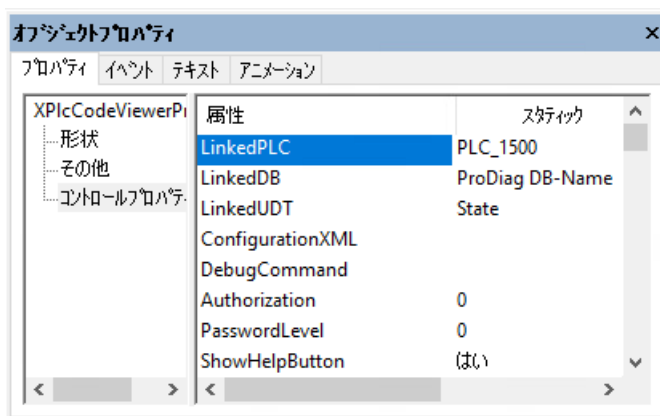 ｵﾌﾞｼﾞｪｸﾄﾌﾟﾛﾊﾟﾃｨ
ﾌﾟﾛﾊﾟﾃｨ ｲﾍﾞﾝﾄ ﾃｷｽﾄ ｱﾆﾒｰｼｮﾝ
XPlcCodeViewerPr
形状
その他
ｺﾝﾄﾛｰﾙﾌﾟﾛﾊﾟﾃ
属性 ｽﾀﾃｨｯｸ
LinkedPLC PLC_1500
LinkedDB ProDiag DB-Name
LinkedUDT State
ConfigurationXML
DebugCommand
Authorization 0
PasswordLevel 0
ShowHelpButton はい